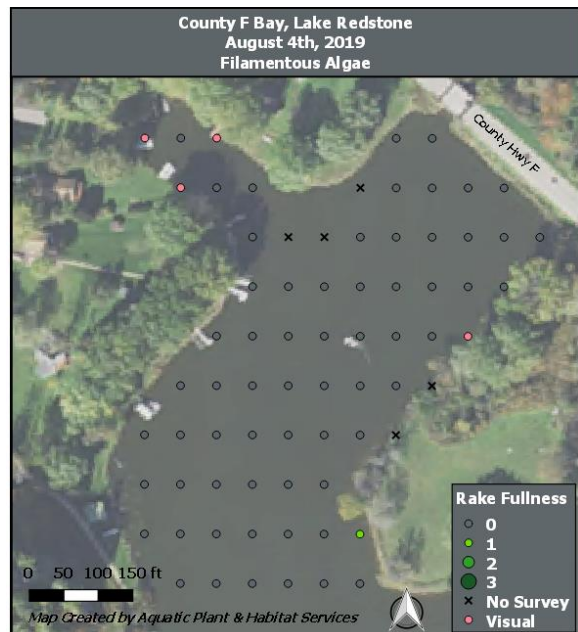 County F Bay, Lake Redstone
August 4th, 2019
Filamentous Algae
County Hwy F
Rake Fullness
0
1
2
3
No Survey
Visual
0 50 100 150 ft
Map Created by Aquatic Plant & Habitat Services